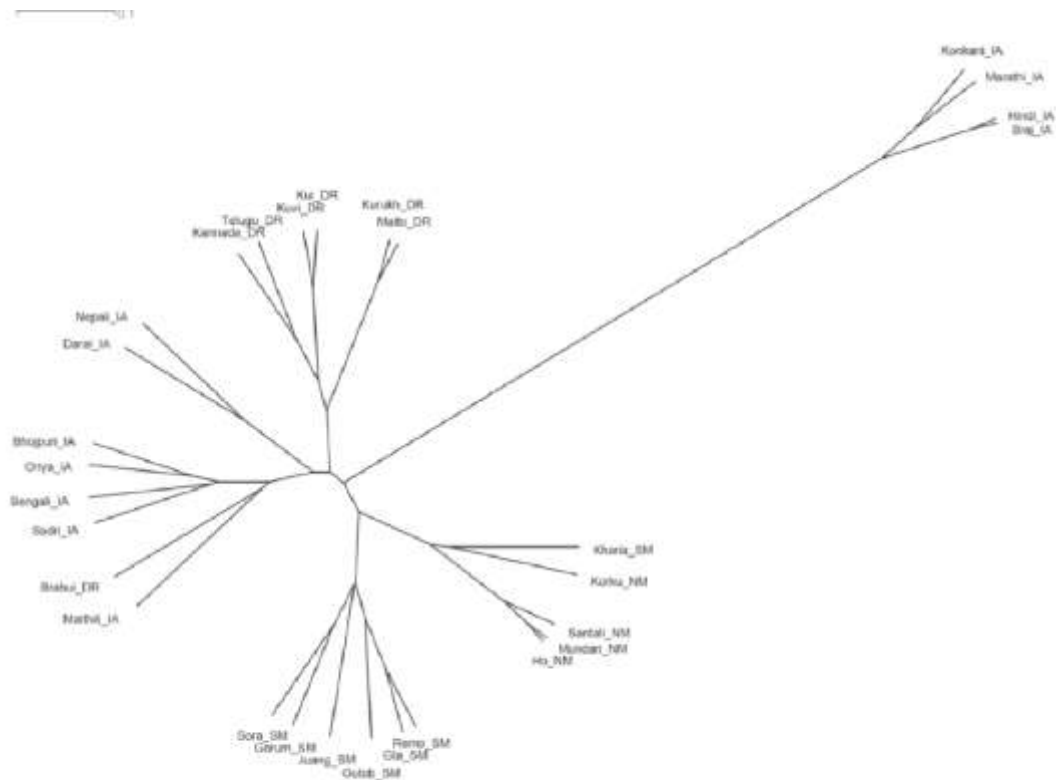 0.1
Konkani_IA
Marathi_IA
Hindi_IA
Braj_IA
Kui_DR
Kuvi_DR
Kurukh_DR
Malto_DR
Telugu_DR
Kannada_DR
Nepali_IA
Darai_IA
Bhojpuri_IA
Oriya_IA
Bengali_IA
Sadri_IA
Brahui_DR
Maithili_IA
Kharia_SM
Korku_NM
Santali_NM
Mundari_NM
Ho_NM
Sora_SM
Gorum_SM
Juang_SM
Gutob_SM
Gta_SM
Remo_SM